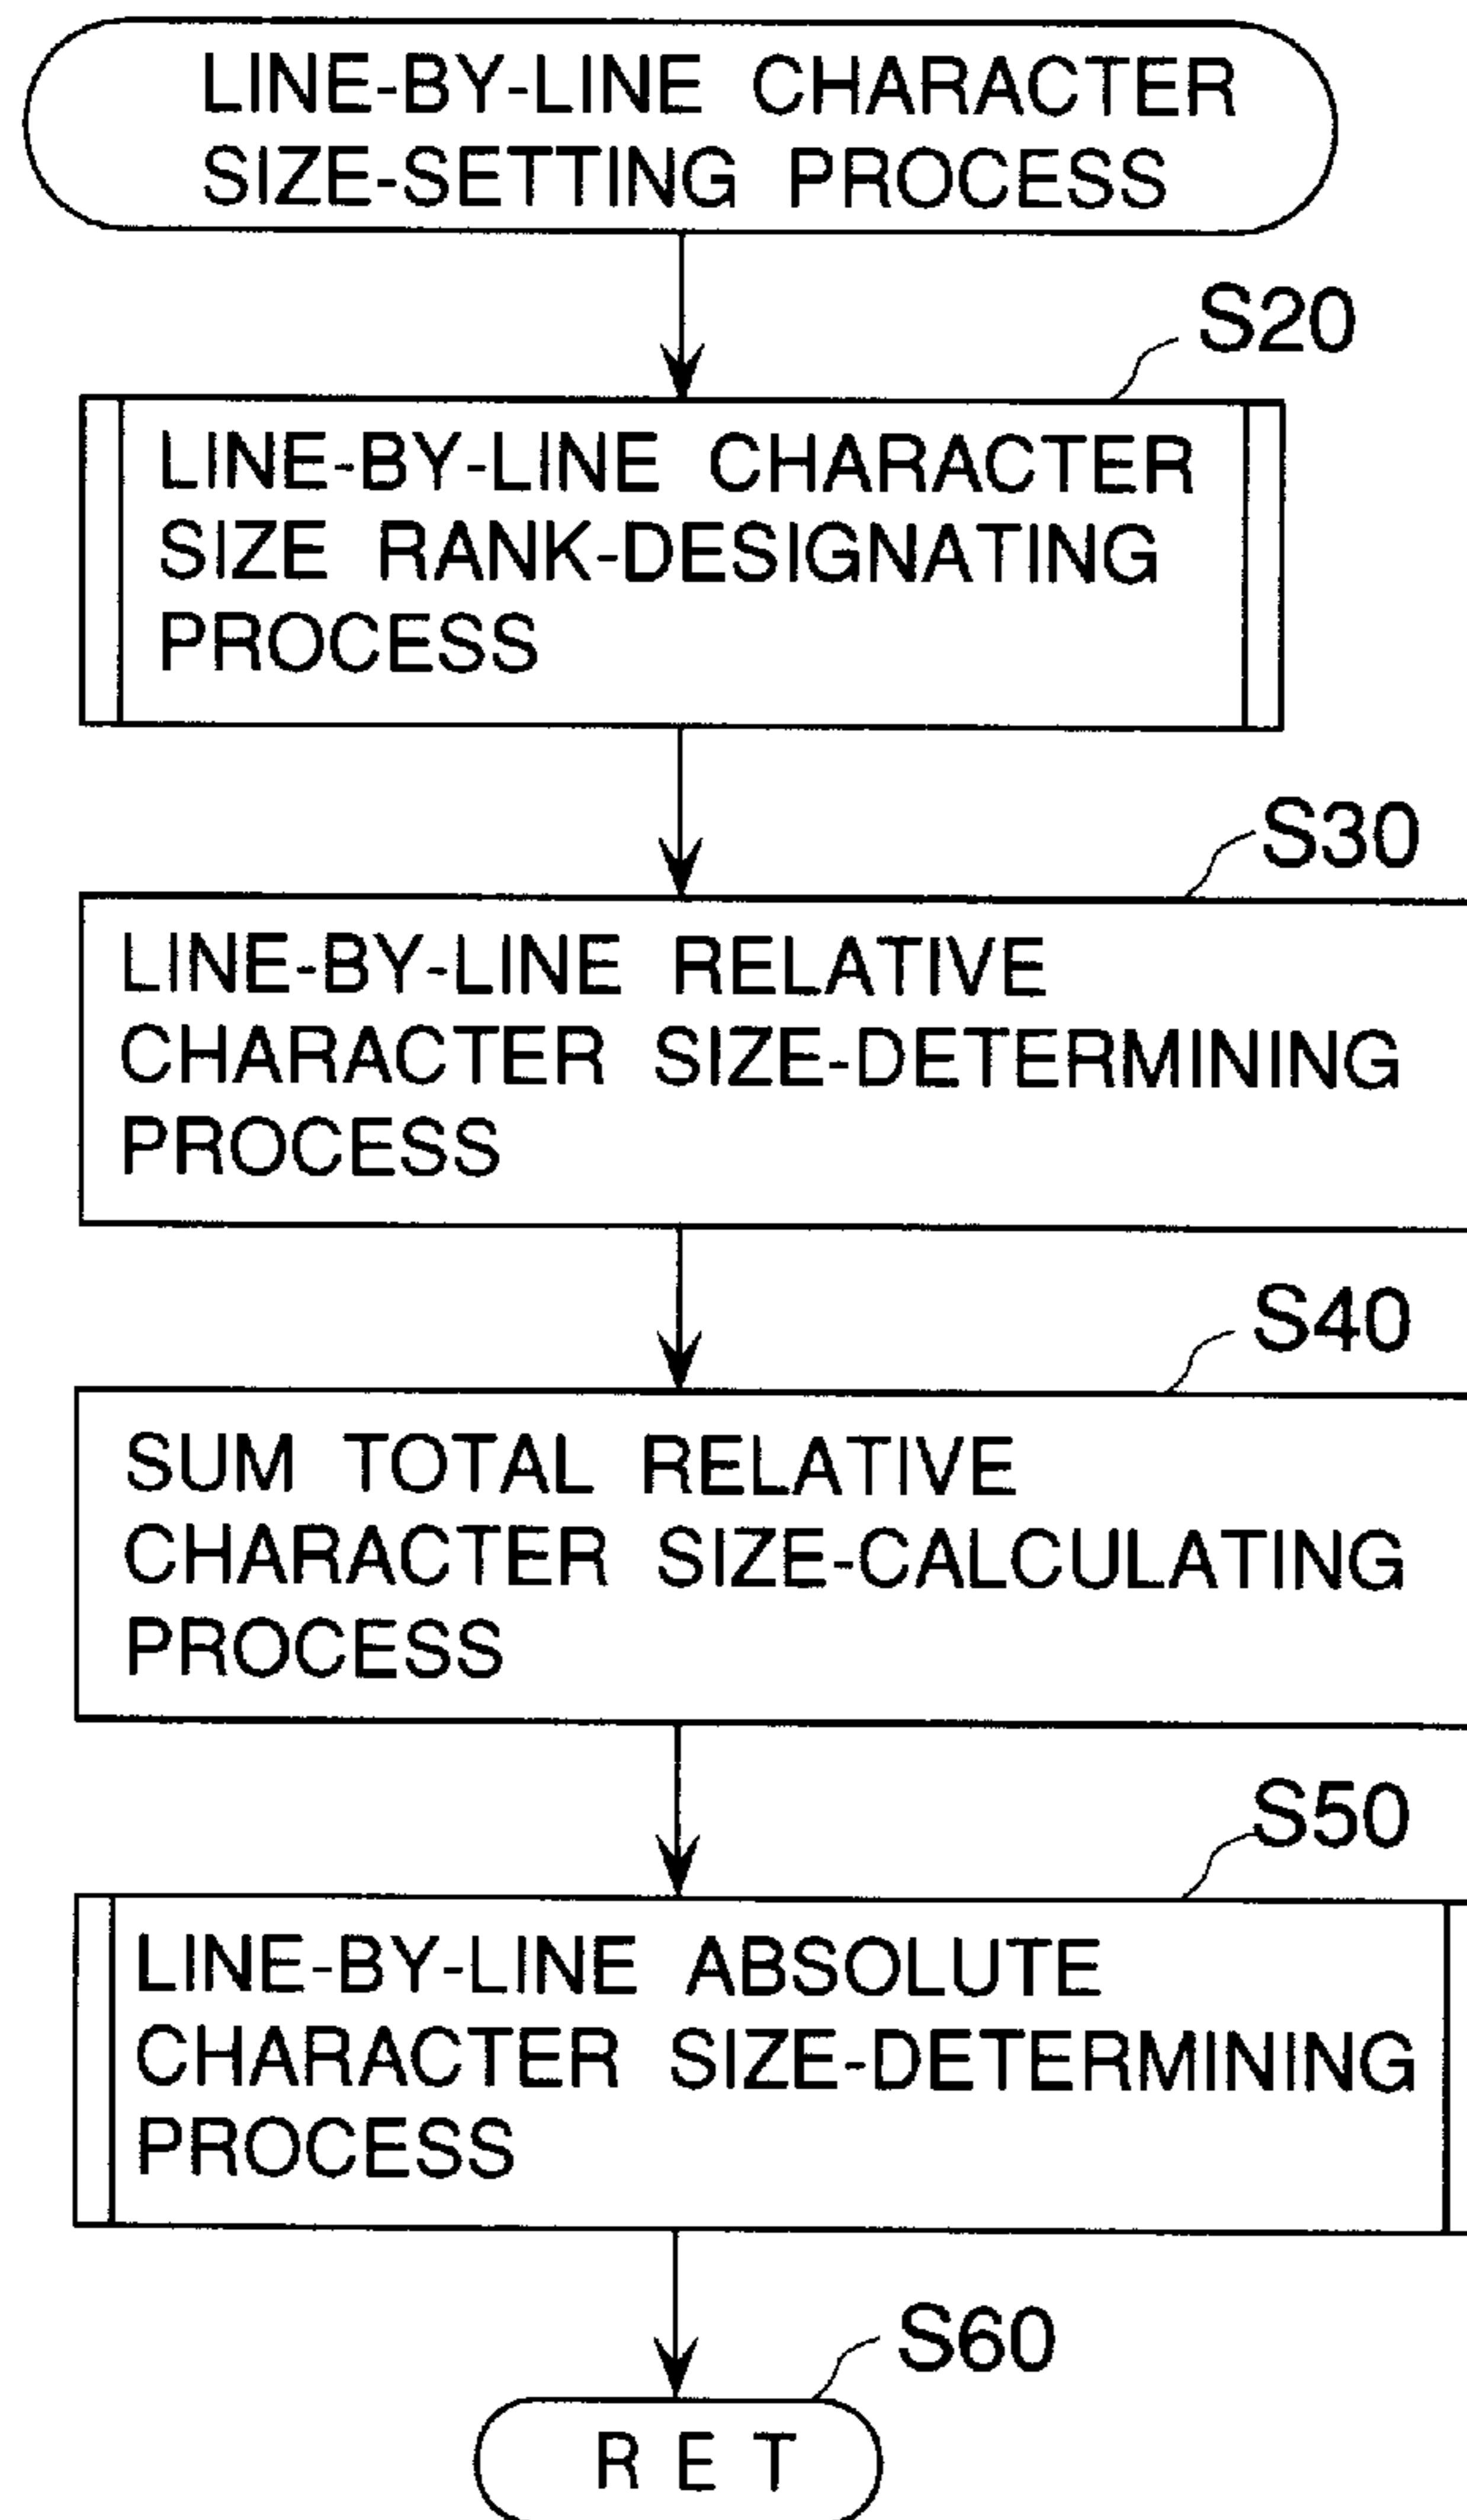 LINE-BY-LINE CHARACTER
SIZE-SETTING PROCESS
S20
LINE-BY-LINE CHARACTER
SIZE RANK-DESIGNATING
PROCESS
S30
LINE-BY-LINE RELATIVE
CHARACTER SIZE-DETERMINING
PROCESS
S40
SUM TOTAL RELATIVE
CHARACTER SIZE-CALCULATING
PROCESS
S50
LINE-BY-LINE ABSOLUTE
CHARACTER SIZE-DETERMINING
PROCESS
S60
R E T